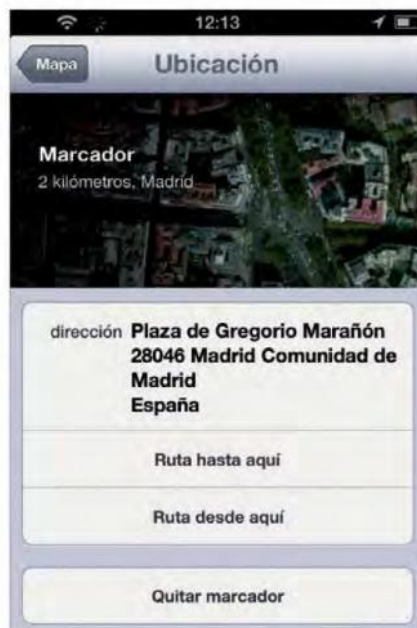 12:13
Mapa
Ubicación
Marcador
2 kilómetros, Madrid
dirección Plaza de Gregorio Marañón
28046 Madrid Comunidad de
Madrid
España
Ruta hasta aquí
Ruta desde aquí
Quitar marcador